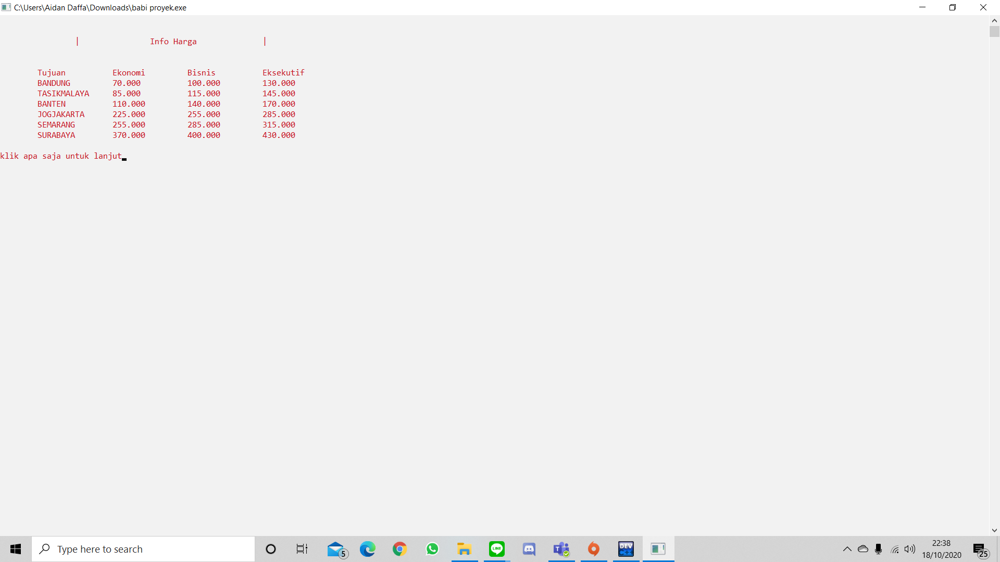 C:\Users\Aidan Daffa\Downloads\babi proyek.exe
| Info Harga |
Tujuan Ekonomi Bisnis Eksekutif
BANDUNG 70.000 100.000 130.000
TASIKMALAYA 85.000 115.000 145.000
BANTEN 110.000 140.000 170.000
JOGJAKARTA 225.000 255.000 285.000
SEMARANG 255.000 285.000 315.000
SURABAYA 370.000 400.000 430.000
klik apa saja untuk lanjut
Type here to search
5
LINE
DEV
C++
22:38
18/10/2020
25